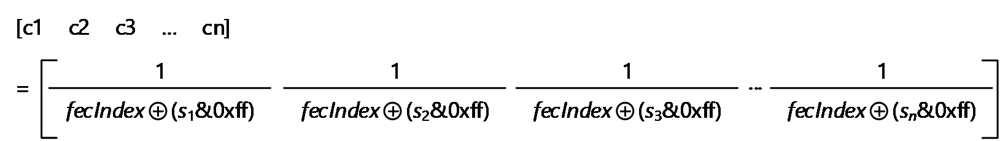 [c1 c2 c3 ... cn]
= [ 1 1 1 1 ]
fecIndex⊕(s₁&0xff) fecIndex⊕(s₂&0xff) fecIndex⊕(s₃&0xff) ... fecIndex⊕(sₙ&0xff)